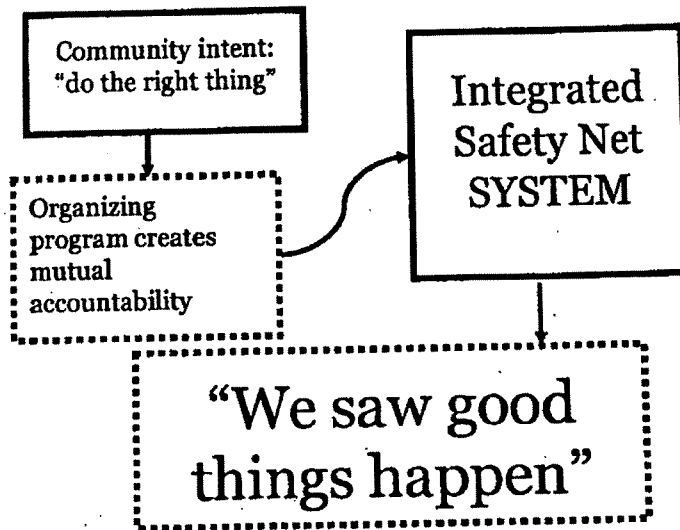 Community intent:
"do the right thing"
Organizing
program creates
mutual
accountability
Integrated
Safety Net
SYSTEM
“We saw good
things happen”